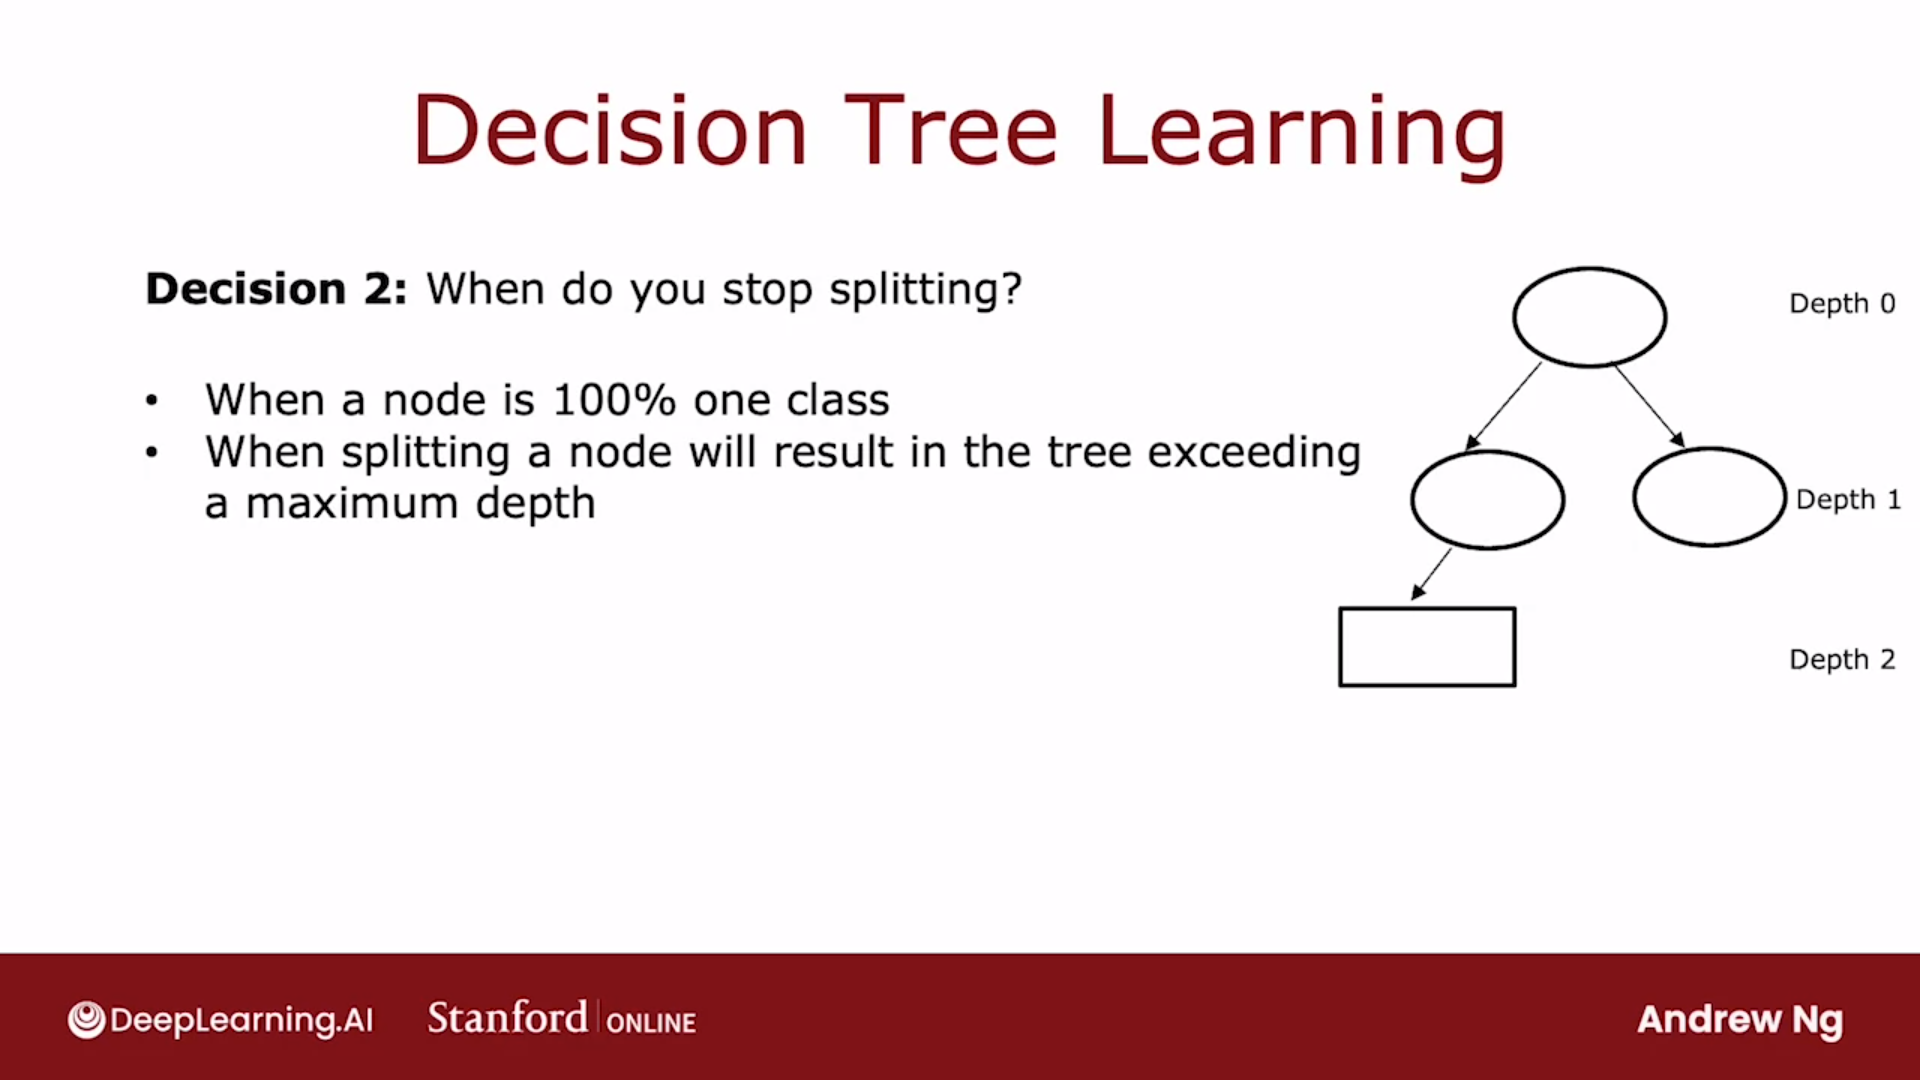 Decision Tree Learning
Decision 2: When do you stop splitting?
• When a node is 100% one class
• When splitting a node will result in the tree exceeding
a maximum depth
Depth 0
Depth 1
Depth 2
DeepLearning.AI
Stanford ONLINE
Andrew Ng